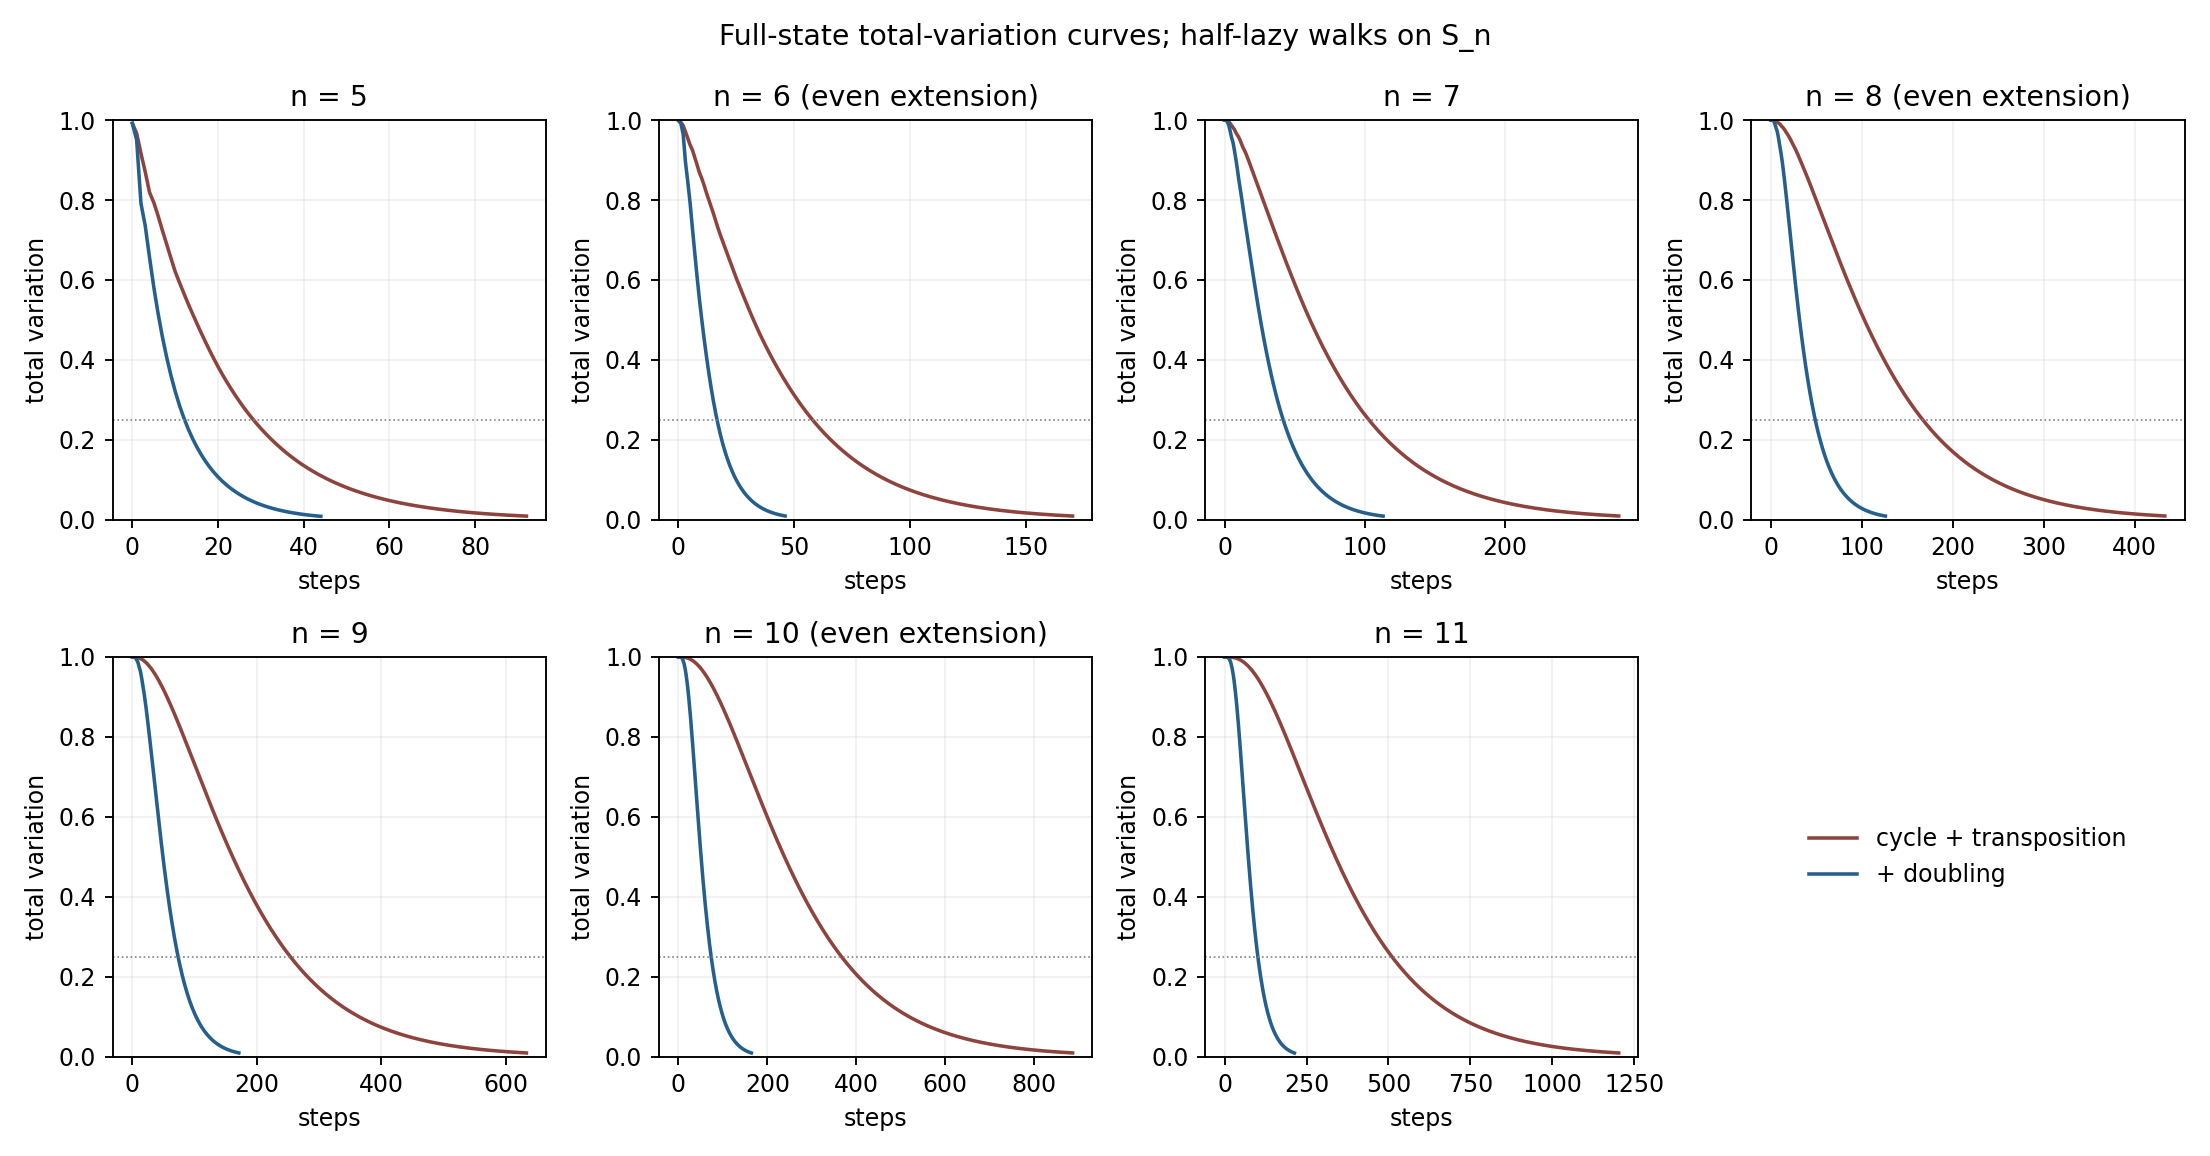 Full-state total-variation curves; half-lazy walks on S_n
n = 5
1.0
0.8
0.6
0.4
0.2
0.0
total variation
0 20 40 60 80
steps
n = 6 (even extension)
1.0
0.8
0.6
0.4
0.2
0.0
total variation
0 50 100 150
steps
n = 7
1.0
0.8
0.6
0.4
0.2
0.0
total variation
0 100 200
steps
n = 8 (even extension)
1.0
0.8
0.6
0.4
0.2
0.0
total variation
0 100 200 300 400
steps
n = 9
1.0
0.8
0.6
0.4
0.2
0.0
total variation
0 200 400 600
steps
n = 10 (even extension)
1.0
0.8
0.6
0.4
0.2
0.0
total variation
0 200 400 600 800
steps
n = 11
1.0
0.8
0.6
0.4
0.2
0.0
total variation
0 250 500 750 1000 1250
steps
cycle + transposition
+ doubling